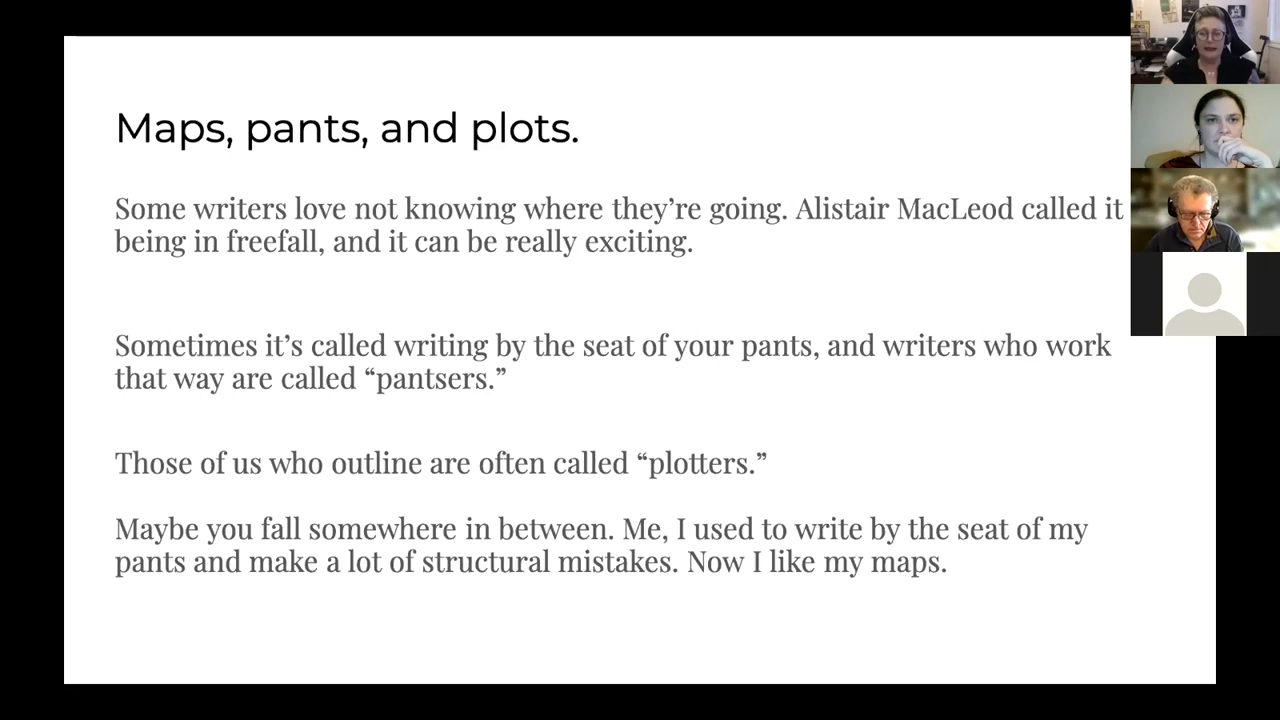 Maps, pants, and plots.
Some writers love not knowing where they’re going. Alistair MacLeod called it
being in freefall, and it can be really exciting.
Sometimes it’s called writing by the seat of your pants, and writers who work
that way are called “pantsers.”
Those of us who outline are often called “plotters.”
Maybe you fall somewhere in between. Me, I used to write by the seat of my
pants and make a lot of structural mistakes. Now I like my maps.